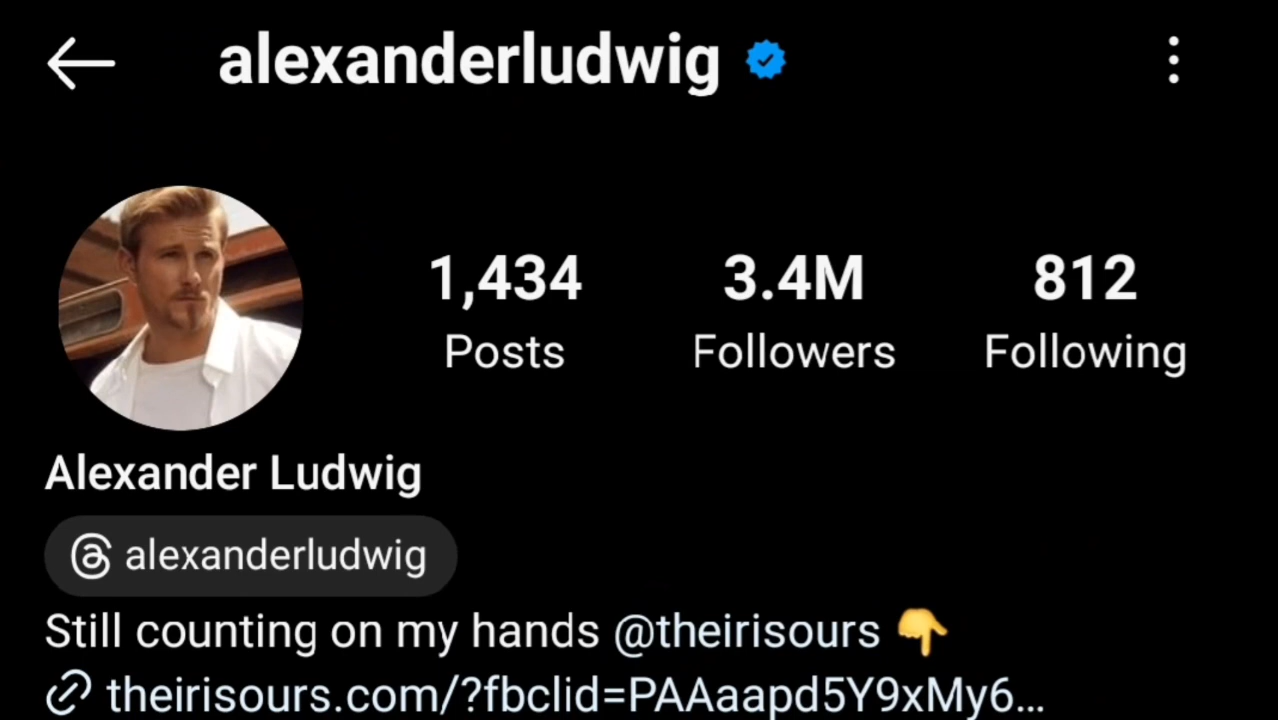 alexanderludwig
1,434 3.4M 812
Posts Followers Following
Alexander Ludwig
alexanderludwig
Still counting on my hands @theirisours 👇
theirisours.com/?fbclid=PAAaapd5Y9xMy6...